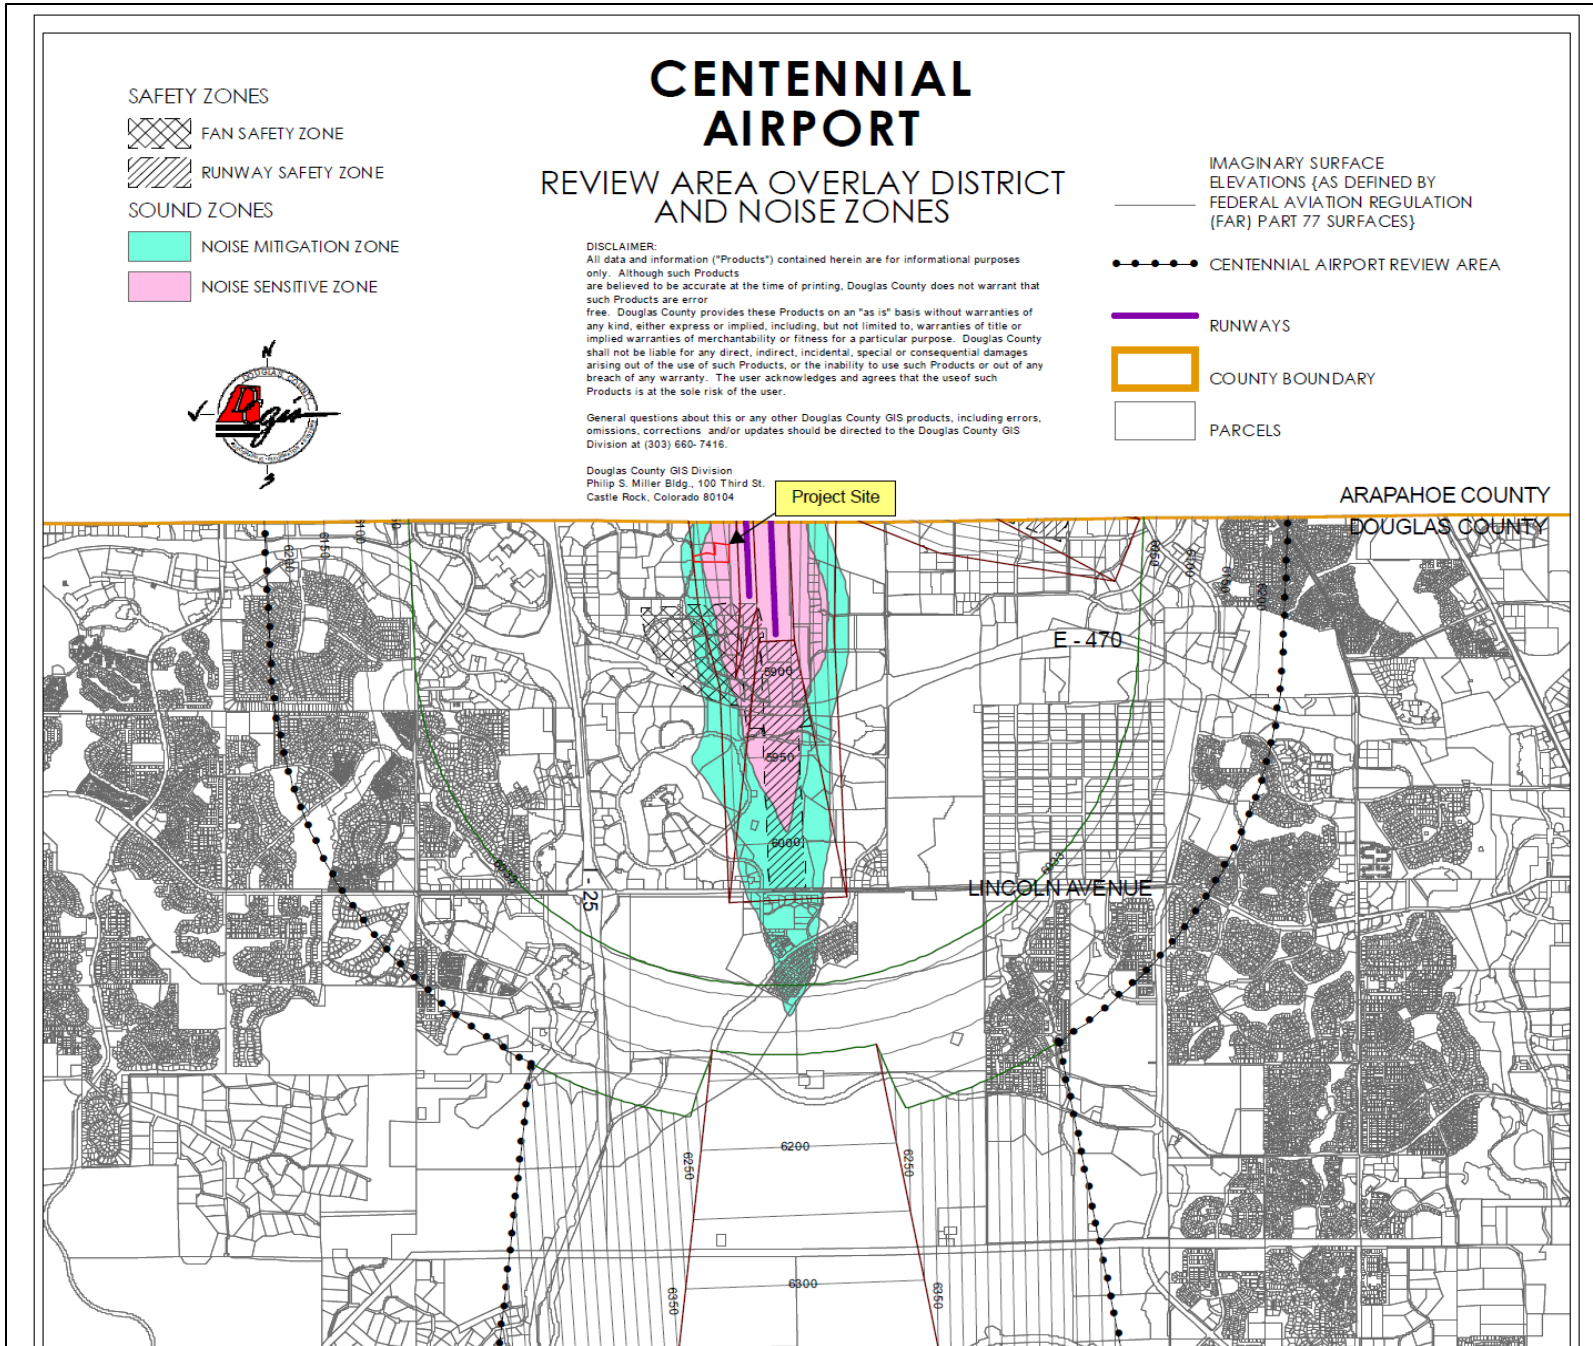 CENTENNIAL
AIRPORT
REVIEW AREA OVERLAY DISTRICT
AND NOISE ZONES
SAFETY ZONES
FAN SAFETY ZONE
RUNWAY SAFETY ZONE
SOUND ZONES
NOISE MITIGATION ZONE
NOISE SENSITIVE ZONE
N
DOUGLAS COUNTY
S
DISCLAIMER:
All data and information ("Products") contained herein are for informational purposes
only. Although such Products
are believed to be accurate at the time of printing, Douglas County does not warrant that
such Products are error
free. Douglas County provides these Products on an "as is" basis without warranties of
any kind, either express or implied, including, but not limited to, warranties of title or
implied warranties of merchantability or fitness for a particular purpose. Douglas County
shall not be liable for any direct, indirect, incidental, special or consequential damages
arising out of the use of such Products, or the inability to use such Products or out of any
breach of any warranty. The user acknowledges and agrees that the useof such
Products is at the sole risk of the user.
General questions about this or any other Douglas County GIS products, including errors,
omissions, corrections and/or updates should be directed to the Douglas County GIS
Division at (303) 660- 7416.
Douglas County GIS Division
Philip S. Miller Bldg., 100 Third St.
Castle Rock, Colorado 80104
IMAGINARY SURFACE
ELEVATIONS {AS DEFINED BY
FEDERAL AVIATION REGULATION
(FAR) PART 77 SURFACES}
CENTENNIAL AIRPORT REVIEW AREA
RUNWAYS
COUNTY BOUNDARY
PARCELS
Project Site
ARAPAHOE COUNTY
DOUGLAS COUNTY
6200
6150
6100
6050
6100
6150
6200
E - 470
5900
5950
6000
6033
6033
I - 25
LINCOLN AVENUE
6200
6250
6250
6300
6350
6350